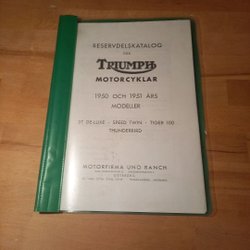 RESERVDELSKATALOG
FÖR
TRIUMPH
MOTORCYKLAR
1950 OCH 1951 ÅRS
MODELLER
3T DE-LUXE - SPEED TWIN - TIGER 100
THUNDERBIRD
MOTORFIRMA UNO RANCH